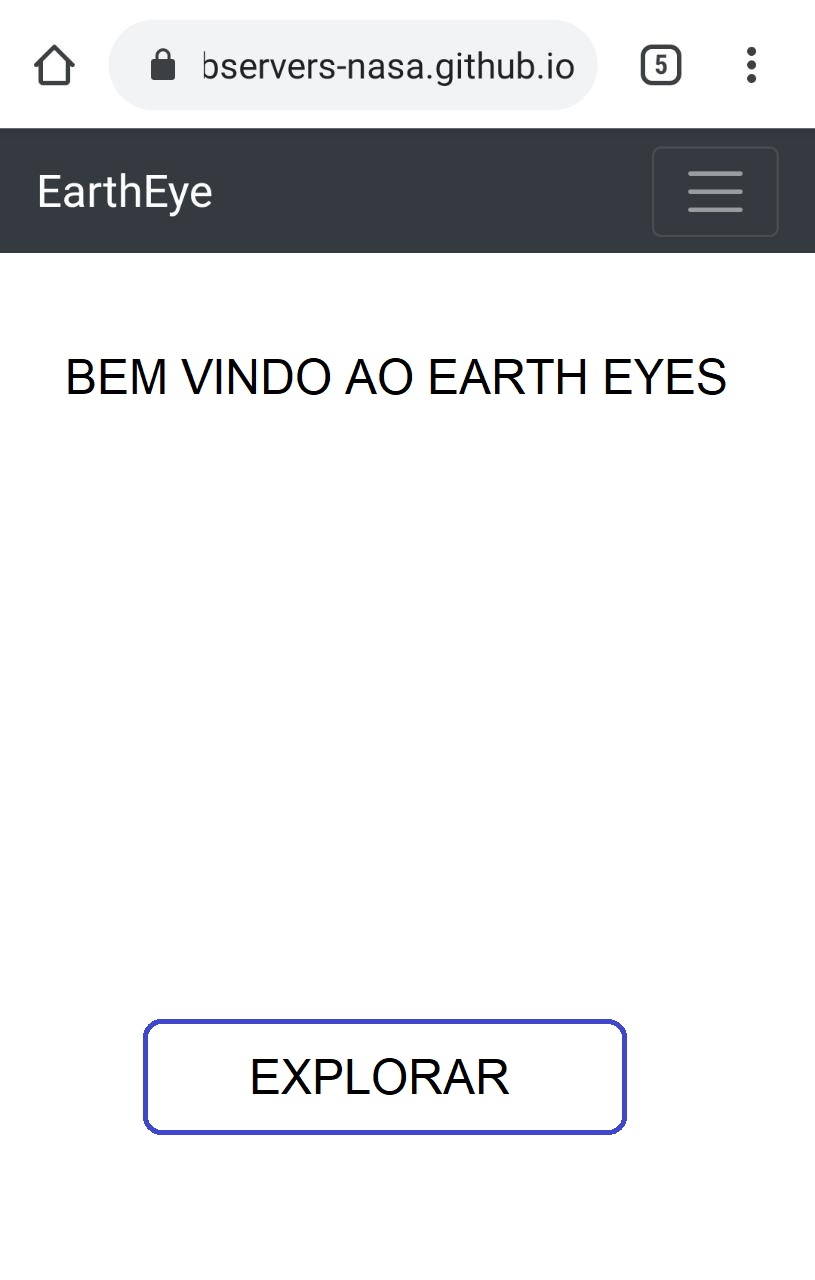 bservers-nasa.github.io
5
EarthEye
BEM VINDO AO EARTH EYES
EXPLORAR